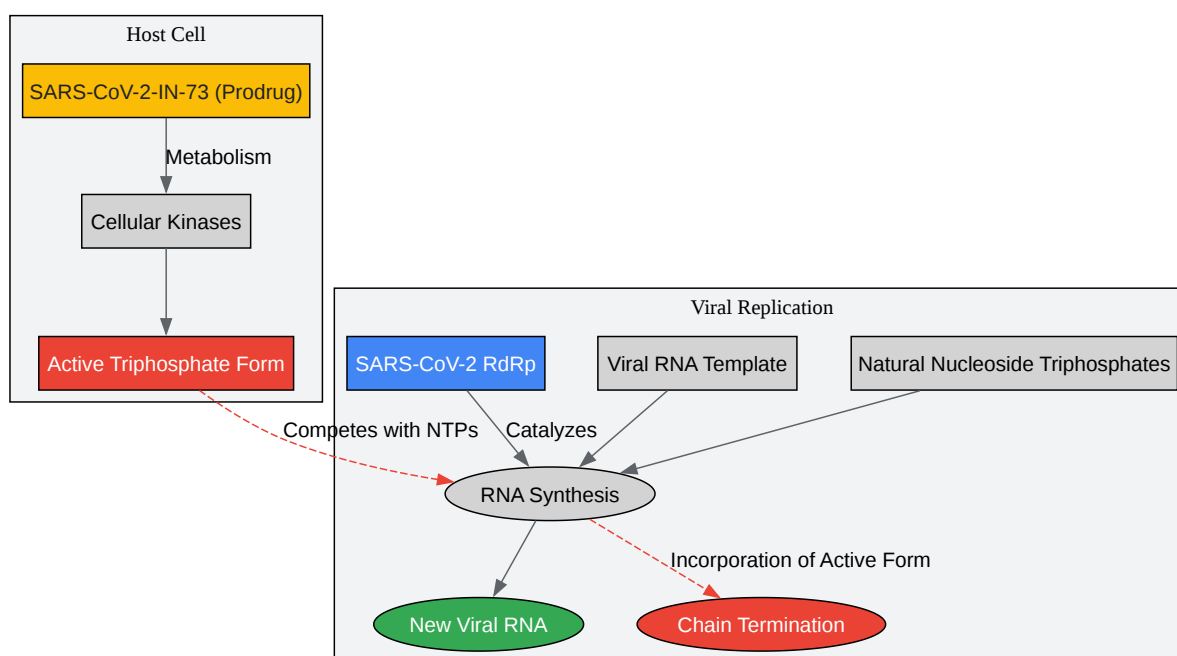 Host Cell
SARS-CoV-2-IN-73 (Prodrug)
Metabolism
Cellular Kinases
Viral Replication
Active Triphosphate Form
SARS-CoV-2 RdRp
Viral RNA Template
Natural Nucleoside Triphosphates
Competes with NTPs
Catalyzes
RNA Synthesis
Incorporation of Active Form
New Viral RNA
Chain Termination